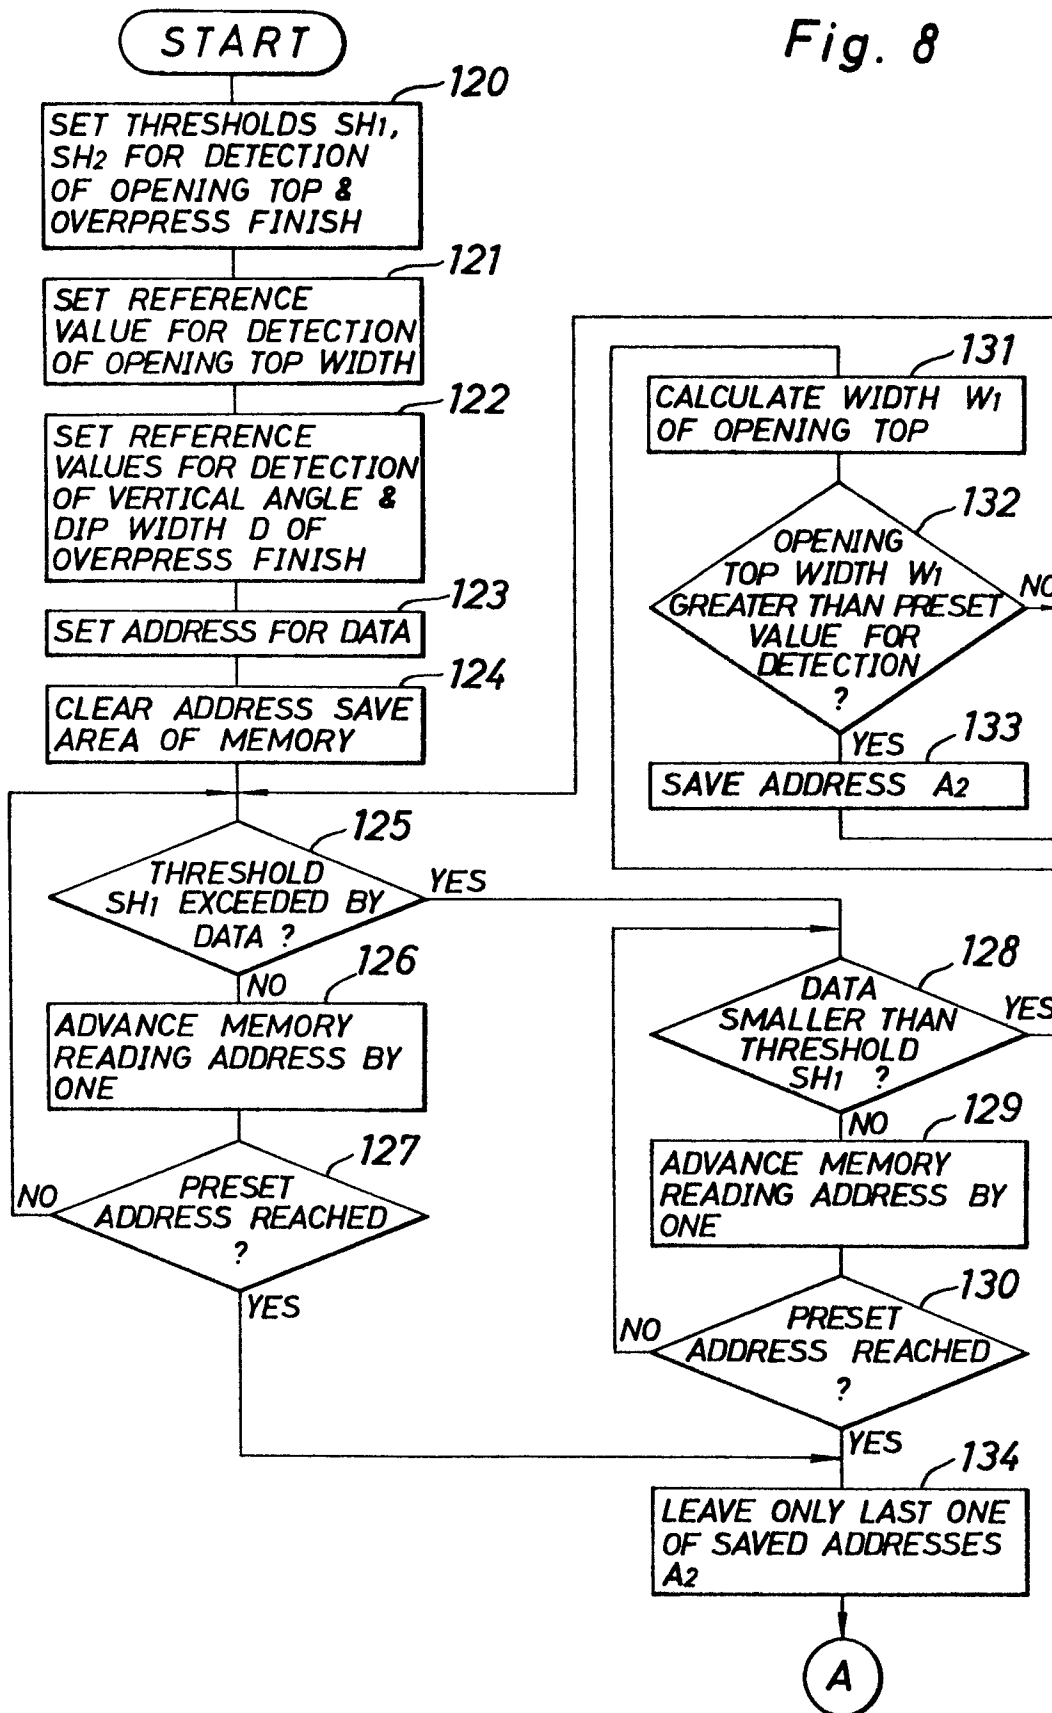 Fig. 8
START
120
SET THRESHOLDS SH1,
SH2 FOR DETECTION
OF OPENING TOP &
OVERPRESS FINISH
121
SET REFERENCE
VALUE FOR DETECTION
OF OPENING TOP WIDTH
122
SET REFERENCE
VALUES FOR DETECTION
OF VERTICAL ANGLE &
DIP WIDTH D OF
OVERPRESS FINISH
123
SET ADDRESS FOR DATA
124
CLEAR ADDRESS SAVE
AREA OF MEMORY
125
THRESHOLD
SH1 EXCEEDED BY
DATA ?
YES
NO
126
ADVANCE MEMORY
READING ADDRESS BY
ONE
127
PRESET
ADDRESS REACHED
?
NO
YES
131
CALCULATE WIDTH W1
OF OPENING TOP
132
OPENING
TOP WIDTH W1
GREATER THAN PRESET
VALUE FOR
DETECTION
?
NO
YES
133
SAVE ADDRESS A2
128
DATA
SMALLER THAN
THRESHOLD
SH1 ?
YES
NO
129
ADVANCE MEMORY
READING ADDRESS BY
ONE
130
PRESET
ADDRESS REACHED
?
NO
YES
134
LEAVE ONLY LAST ONE
OF SAVED ADDRESSES
A2
A